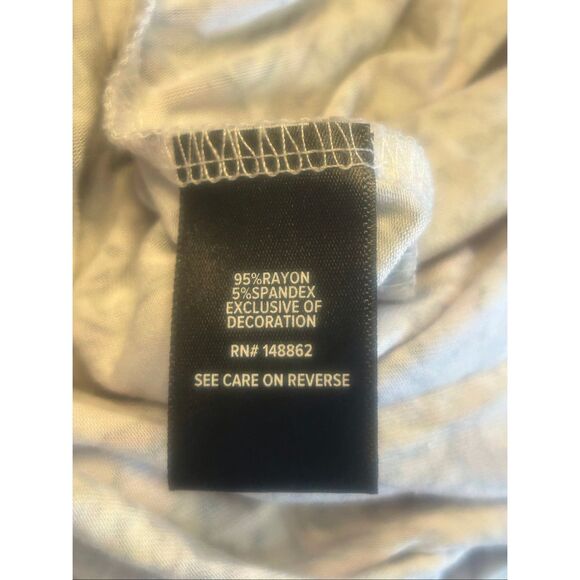 95%RAYON
5%SPANDEX
EXCLUSIVE OF
DECORATION
RN# 148862
SEE CARE ON REVERSE